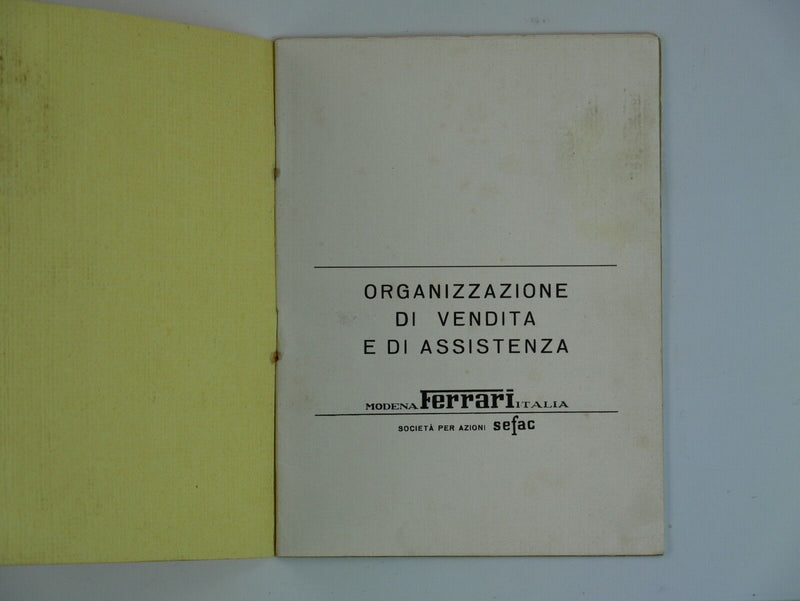 ORGANIZZAZIONE
DI VENDITA
E DI ASSISTENZA
MODENA Ferrari ITALIA
SOCIETÀ PER AZIONI sefac